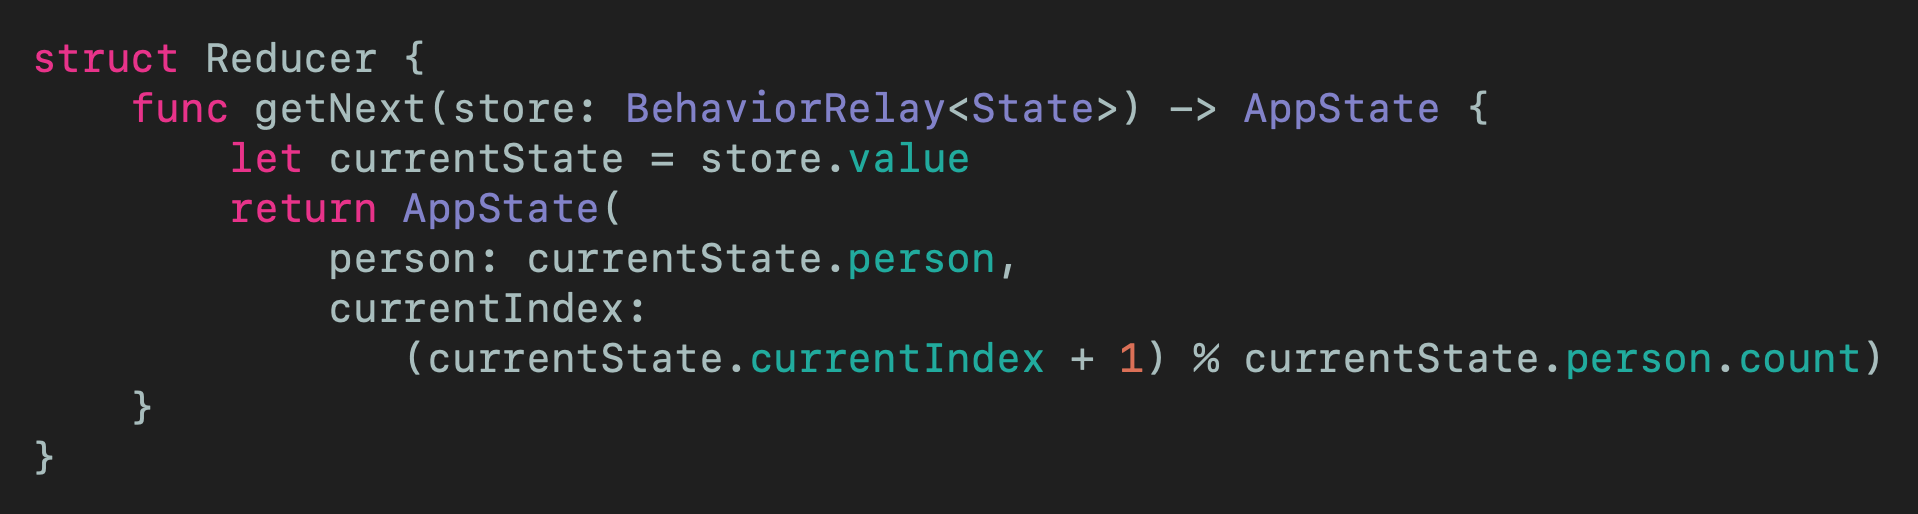 struct Reducer {
    func getNext(store: BehaviorRelay<State>) -> AppState {
        let currentState = store.value
        return AppState(
            person: currentState.person,
            currentIndex:
               (currentState.currentIndex + 1) % currentState.person.count)
    }
}